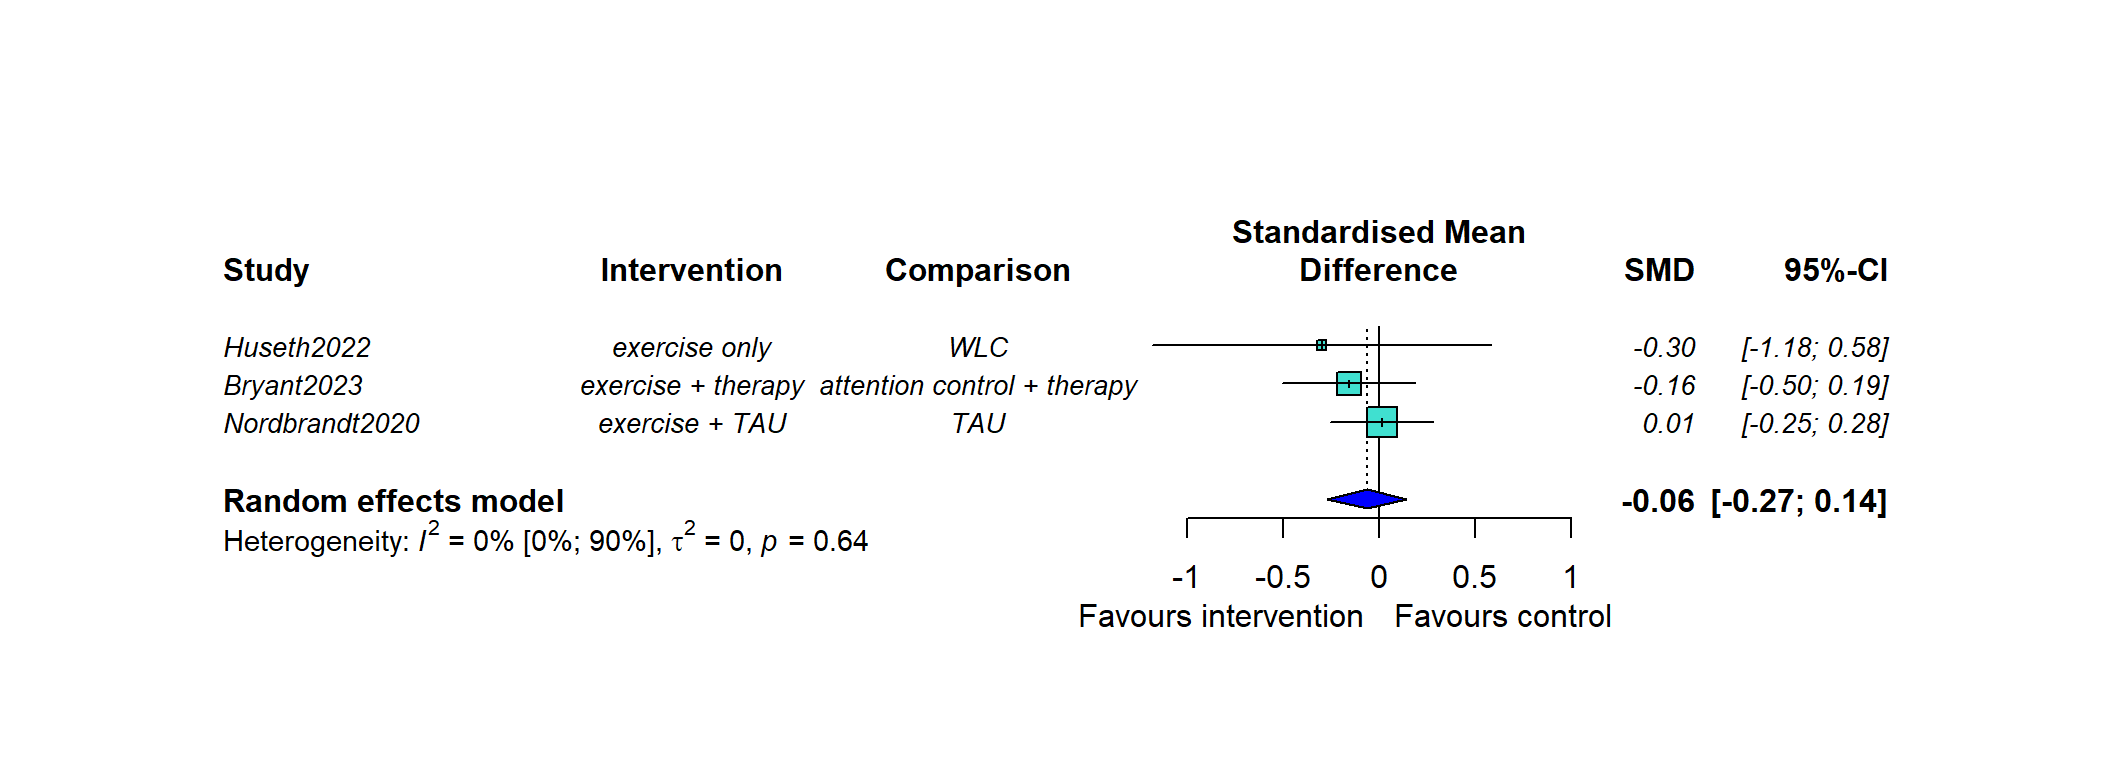 Standardised Mean
Study Intervention Comparison Difference SMD 95%-CI
Huseth2022 exercise only WLC -0.30 [-1.18; 0.58]
Bryant2023 exercise + therapy attention control + therapy -0.16 [-0.50; 0.19]
Nordbrandt2020 exercise + TAU TAU 0.01 [-0.25; 0.28]
Random effects model -0.06 [-0.27; 0.14]
Heterogeneity: I² = 0% [0%; 90%], τ² = 0, p = 0.64
-1 -0.5 0 0.5 1
Favours intervention Favours control